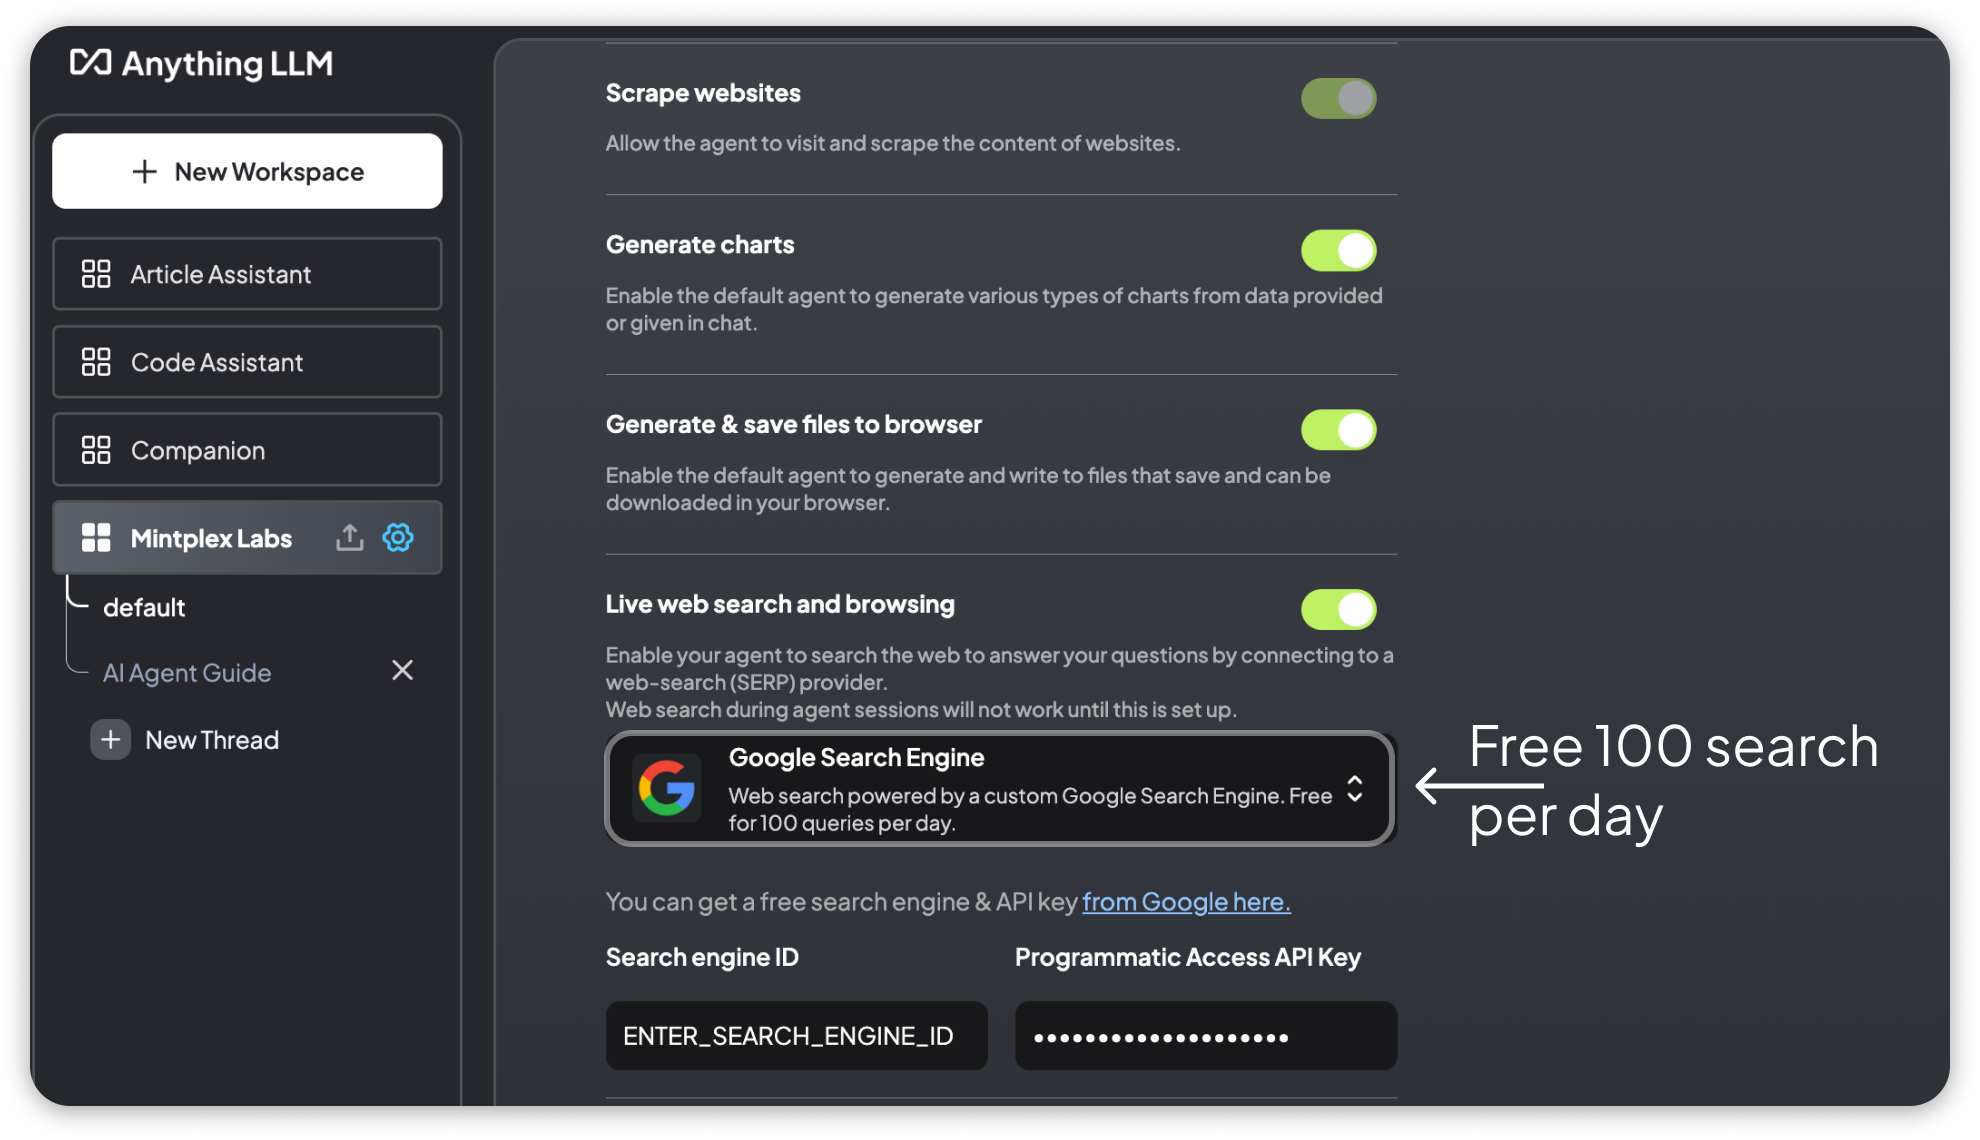 Anything LLM
New Workspace
Article Assistant
Code Assistant
Companion
Mintplex Labs
default
AI Agent Guide
New Thread
Scrape websites
Allow the agent to visit and scrape the content of websites.
Generate charts
Enable the default agent to generate various types of charts from data provided
or given in chat.
Generate & save files to browser
Enable the default agent to generate and write to files that save and can be
downloaded in your browser.
Live web search and browsing
Enable your agent to search the web to answer your questions by connecting to a
web-search (SERP) provider.
Web search during agent sessions will not work until this is set up.
Google Search Engine
Web search powered by a custom Google Search Engine. Free
for 100 queries per day.
Free 100 search
per day
You can get a free search engine & API key from Google here.
Search engine ID
Programmatic Access API Key
ENTER_SEARCH_ENGINE_ID
••••••••••••••••••••